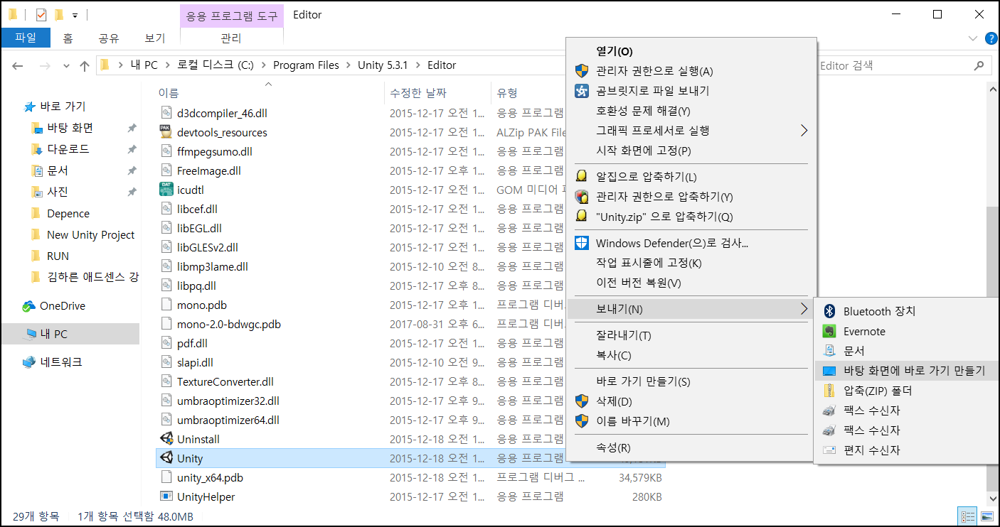 응용 프로그램 도구 Editor
파일 홈 공유 보기 관리
내 PC 로컬 디스크 (C:) Program Files Unity 5.3.1 Editor
Editor 검색
바로 가기
바탕 화면
다운로드
문서
사진
Depence
New Unity Project
RUN
김하른 애드센스 강
OneDrive
내 PC
네트워크
이름 수정한 날짜 유형
d3dcompiler_46.dll 2015-12-17 오전 1... 응용 프로그램
devtools_resources 2015-12-17 오전 1... ALZip PAK File
ffmpegsumo.dll 2015-12-17 오전 1... 응용 프로그램
FreeImage.dll 2015-12-17 오후 1... 응용 프로그램
icudtl 2015-12-17 오전 1... GOM 미디어
libcef.dll 2015-12-17 오전 1... 응용 프로그램
libEGL.dll 2015-12-17 오전 1... 응용 프로그램
libGLESv2.dll 2015-12-17 오전 1... 응용 프로그램
libmp3lame.dll 2015-12-10 오전 8... 응용 프로그램
libpq.dll 2015-12-17 오후 8... 응용 프로그램
mono.pdb 2015-12-17 오후 8... 프로그램 디버
mono-2.0-bdwgc.pdb 2017-08-31 오후 6... 프로그램 디버
pdf.dll 2015-12-17 오전 1... 응용 프로그램
slapi.dll 2015-12-10 오전 9... 응용 프로그램
TextureConverter.dll 2015-12-17 오후 9... 응용 프로그램
umbraoptimizer32.dll 2015-12-17 오후 9... 응용 프로그램
umbraoptimizer64.dll 2015-12-17 오후 9... 응용 프로그램
Uninstall 2015-12-18 오전 1... 응용 프로그램
Unity 2015-12-18 오전 1... 응용 프로그램
unity_x64.pdb 2015-12-18 오전 1... 프로그램 디버그 ... 34,579KB
UnityHelper 2015-12-17 오전 1... 응용 프로그램 280KB
29개 항목 1개 항목 선택함 48.0MB
열기(O)
관리자 권한으로 실행(A)
곰브릿지로 파일 보내기
호환성 문제 해결(Y)
그래픽 프로세서로 실행
시작 화면에 고정(P)
알집으로 압축하기(L)
관리자 권한으로 압축하기(Y)
"Unity.zip" 으로 압축하기(Q)
Windows Defender(으)로 검사...
작업 표시줄에 고정(K)
이전 버전 복원(V)
보내기(N)
잘라내기(T)
복사(C)
바로 가기 만들기(S)
삭제(D)
이름 바꾸기(M)
속성(R)
Bluetooth 장치
Evernote
문서
바탕 화면에 바로 가기 만들기
압축(ZIP) 폴더
팩스 수신자
팩스 수신자
편지 수신자